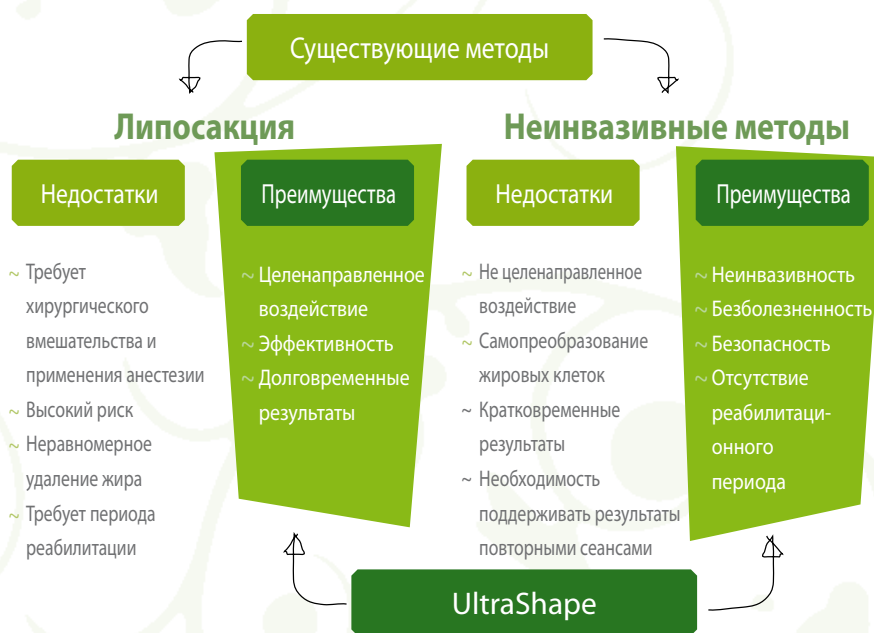 Существующие методы
Липосакция
Недостатки
~ Требует
хирургического
вмешательства и
применения анестезии
~ Высокий риск
~ Неравномерное
удаление жира
~ Требует периода
реабилитации
Преимущества
~ Целенаправленное
воздействие
~ Эффективность
~ Долговременные
результаты
Неинвазивные методы
Недостатки
~ Не целенаправленное
воздействие
~ Самопреобразование
жировых клеток
~ Кратковременные
результаты
~ Необходимость
поддерживать результаты
повторными сеансами
Преимущества
~ Неинвазивность
~ Безболезненность
~ Безопасность
~ Отсутствие
реабилитаци-
онного
периода
UltraShape